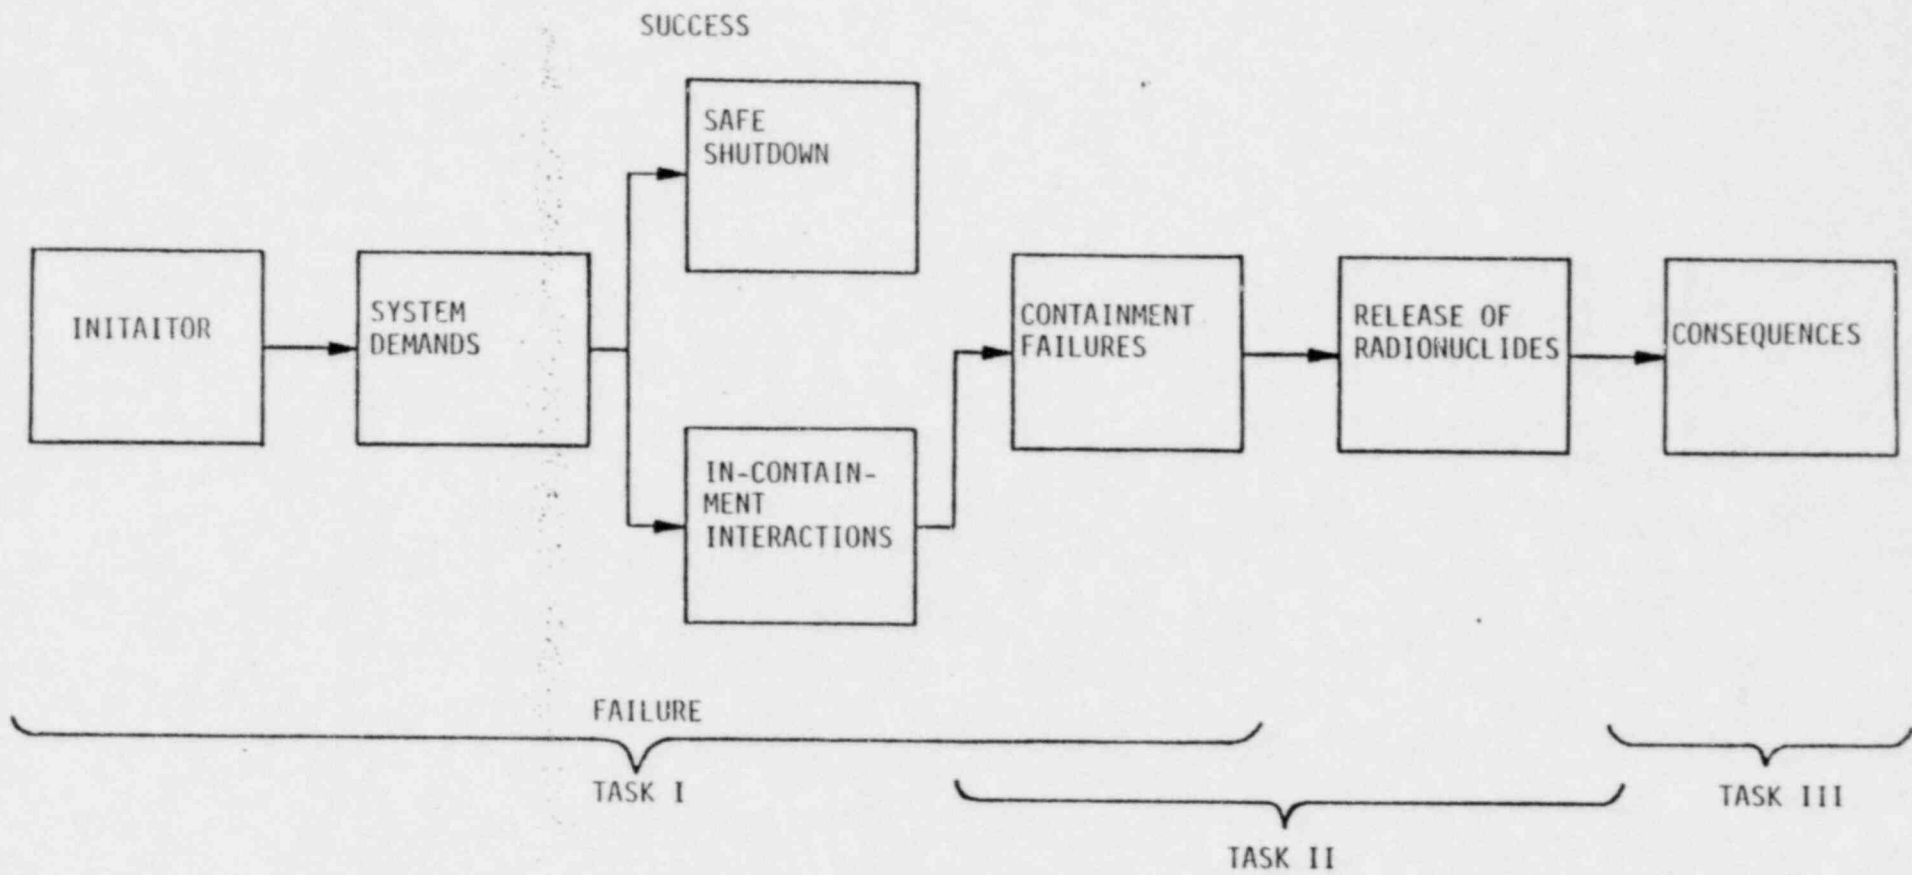 SUCCESS
SAFE
SHUTDOWN
INITAITOR
SYSTEM
DEMANDS
CONTAINMENT
FAILURES
RELEASE OF
RADIONUCLIDES
CONSEQUENCES
IN-CONTAIN-
MENT
INTERACTIONS
FAILURE
TASK I
TASK II
TASK III